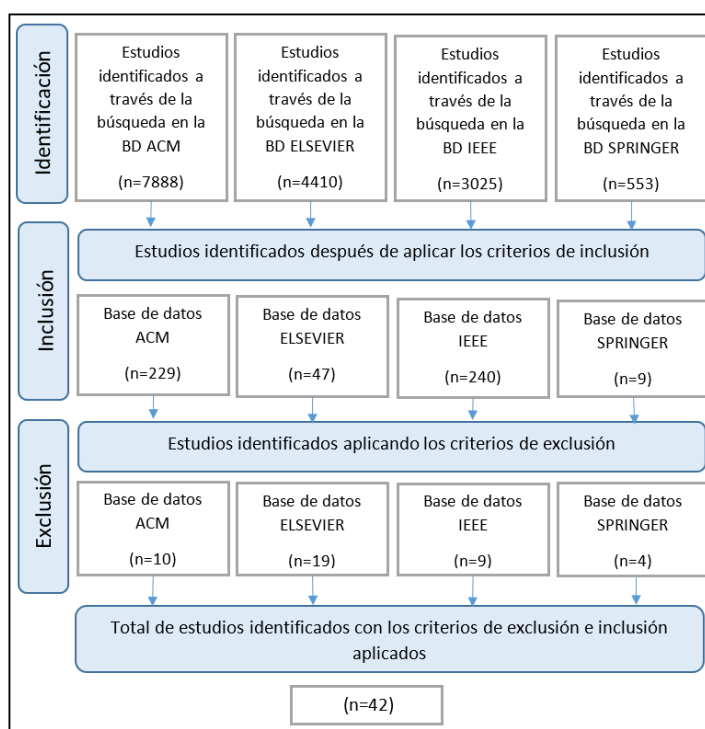 Identificación
Estudios
identificados a
través de la
búsqueda en la
BD ACM
(n=7888)
Estudios
identificados a
través de la
búsqueda en la
BD ELSEVIER
(n=4410)
Estudios
identificados a
través de la
búsqueda en la
BD IEEE
(n=3025)
Estudios
identificados a
través de la
búsqueda en la
BD SPRINGER
(n=553)
Estudios identificados después de aplicar los criterios de inclusión
Inclusión
Base de datos
ACM
(n=229)
Base de datos
ELSEVIER
(n=47)
Base de datos
IEEE
(n=240)
Base de datos
SPRINGER
(n=9)
Estudios identificados aplicando los criterios de exclusión
Exclusión
Base de datos
ACM
(n=10)
Base de datos
ELSEVIER
(n=19)
Base de datos
IEEE
(n=9)
Base de datos
SPRINGER
(n=4)
Total de estudios identificados con los criterios de exclusión e inclusión
aplicados
(n=42)